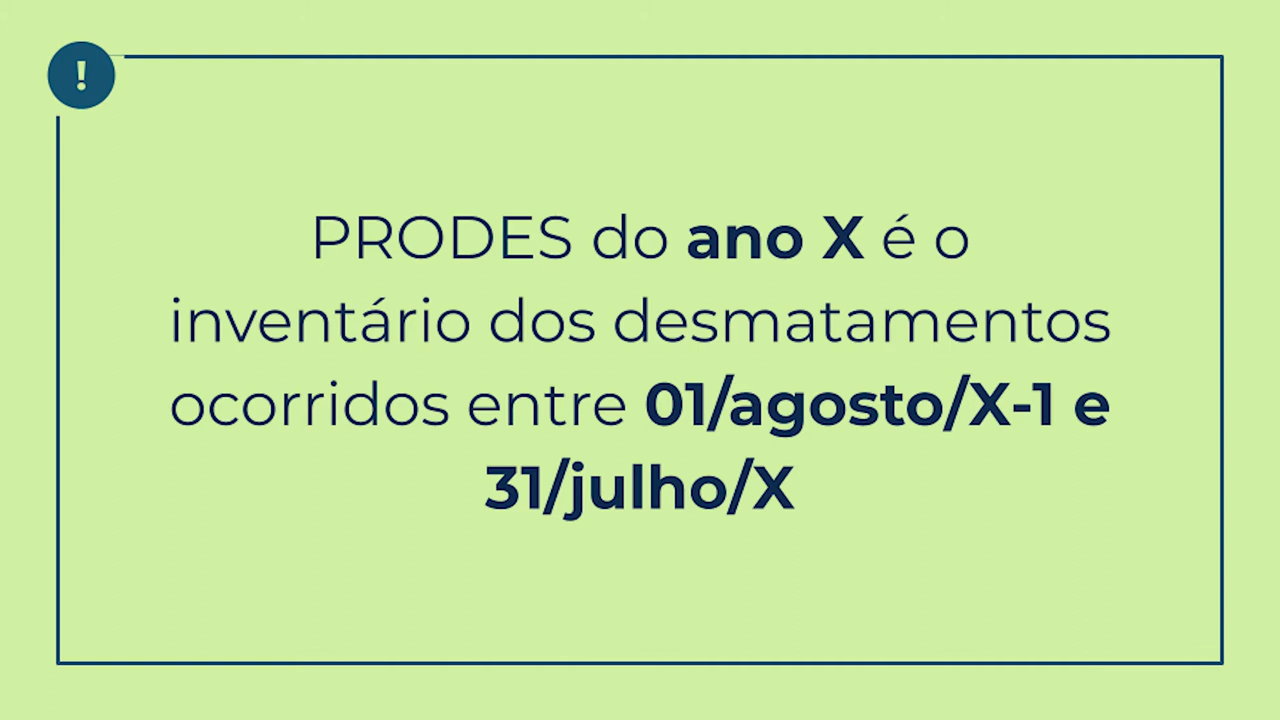 !
PRODES do ano X é o
inventário dos desmatamentos
ocorridos entre 01/agosto/X-1 e
31/julho/X